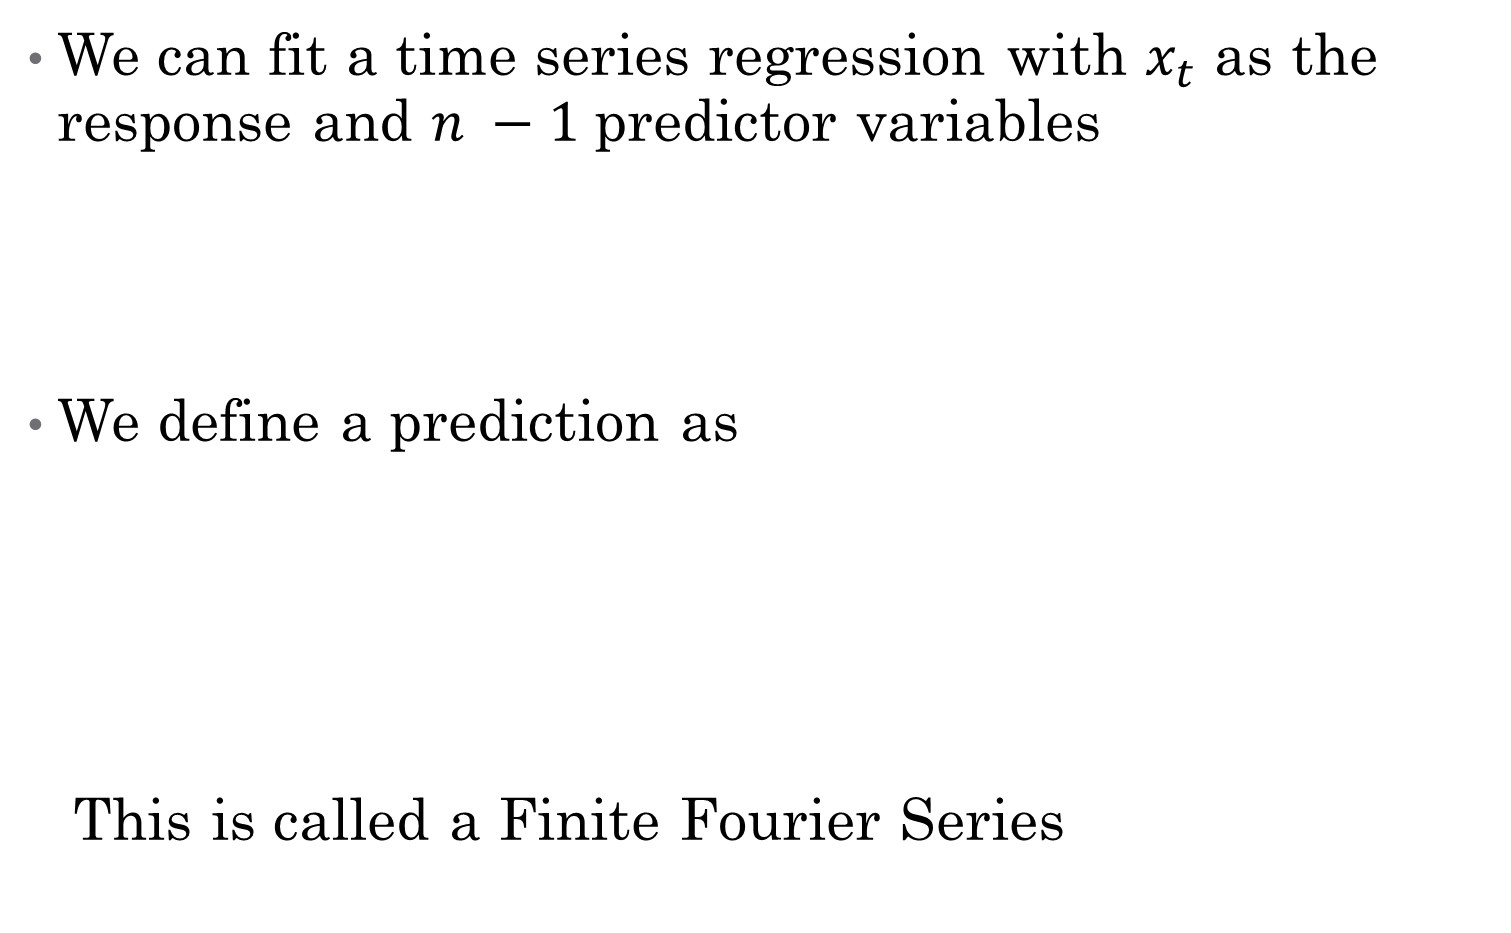 • We can fit a time series regression with xₜ as the
response and n − 1 predictor variables
• We define a prediction as
This is called a Finite Fourier Series